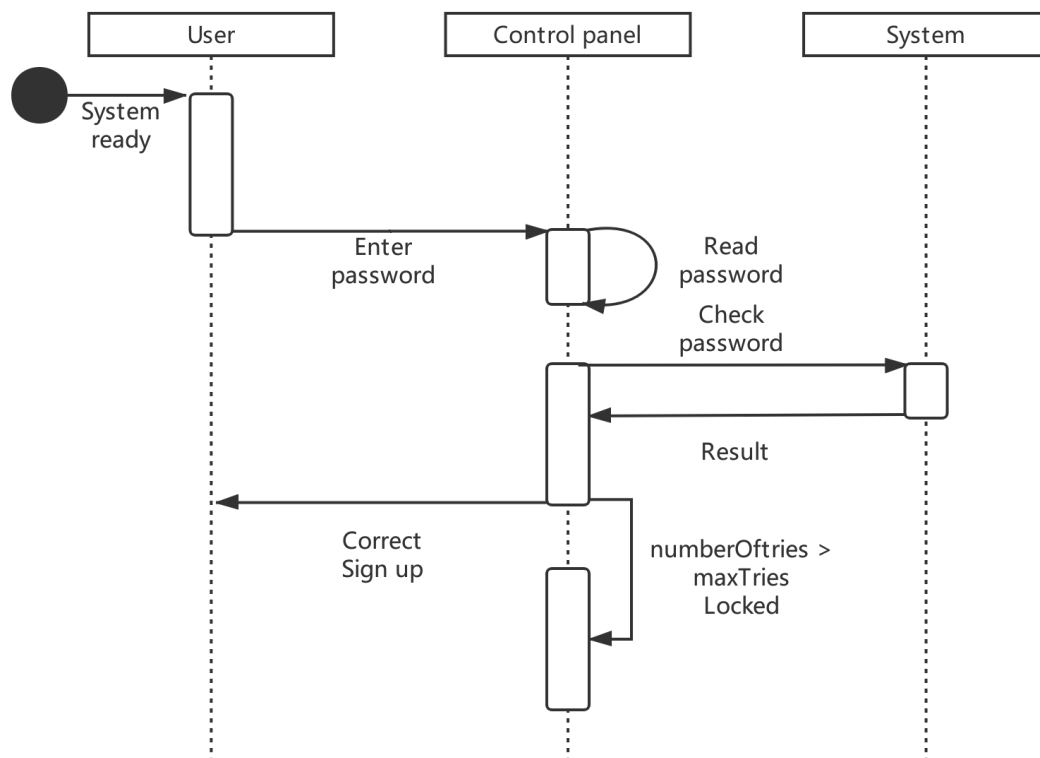 User
Control panel
System
System
ready
Enter
password
Read
password
Check
password
Result
Correct
Sign up
numberOftries >
maxTries
Locked